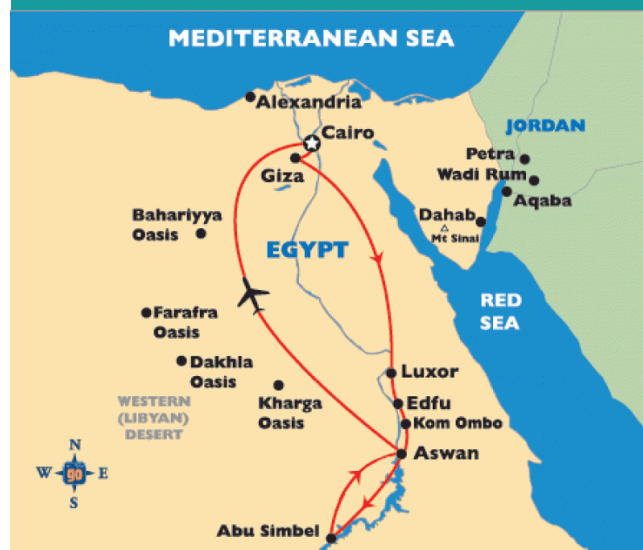 MEDITERRANEAN SEA
Alexandria
Cairo
JORDAN
Giza
Petra
Wadi Rum
Aqaba
Bahariyya
Oasis
Dahab
Mt Sinai
EGYPT
RED
SEA
Farafra
Oasis
Dakhla
Oasis
Luxor
Kharga
Oasis
Edfu
Kom Ombo
WESTERN
(LIBYAN)
DESERT
Aswan
N
W go E
S
Abu Simbel